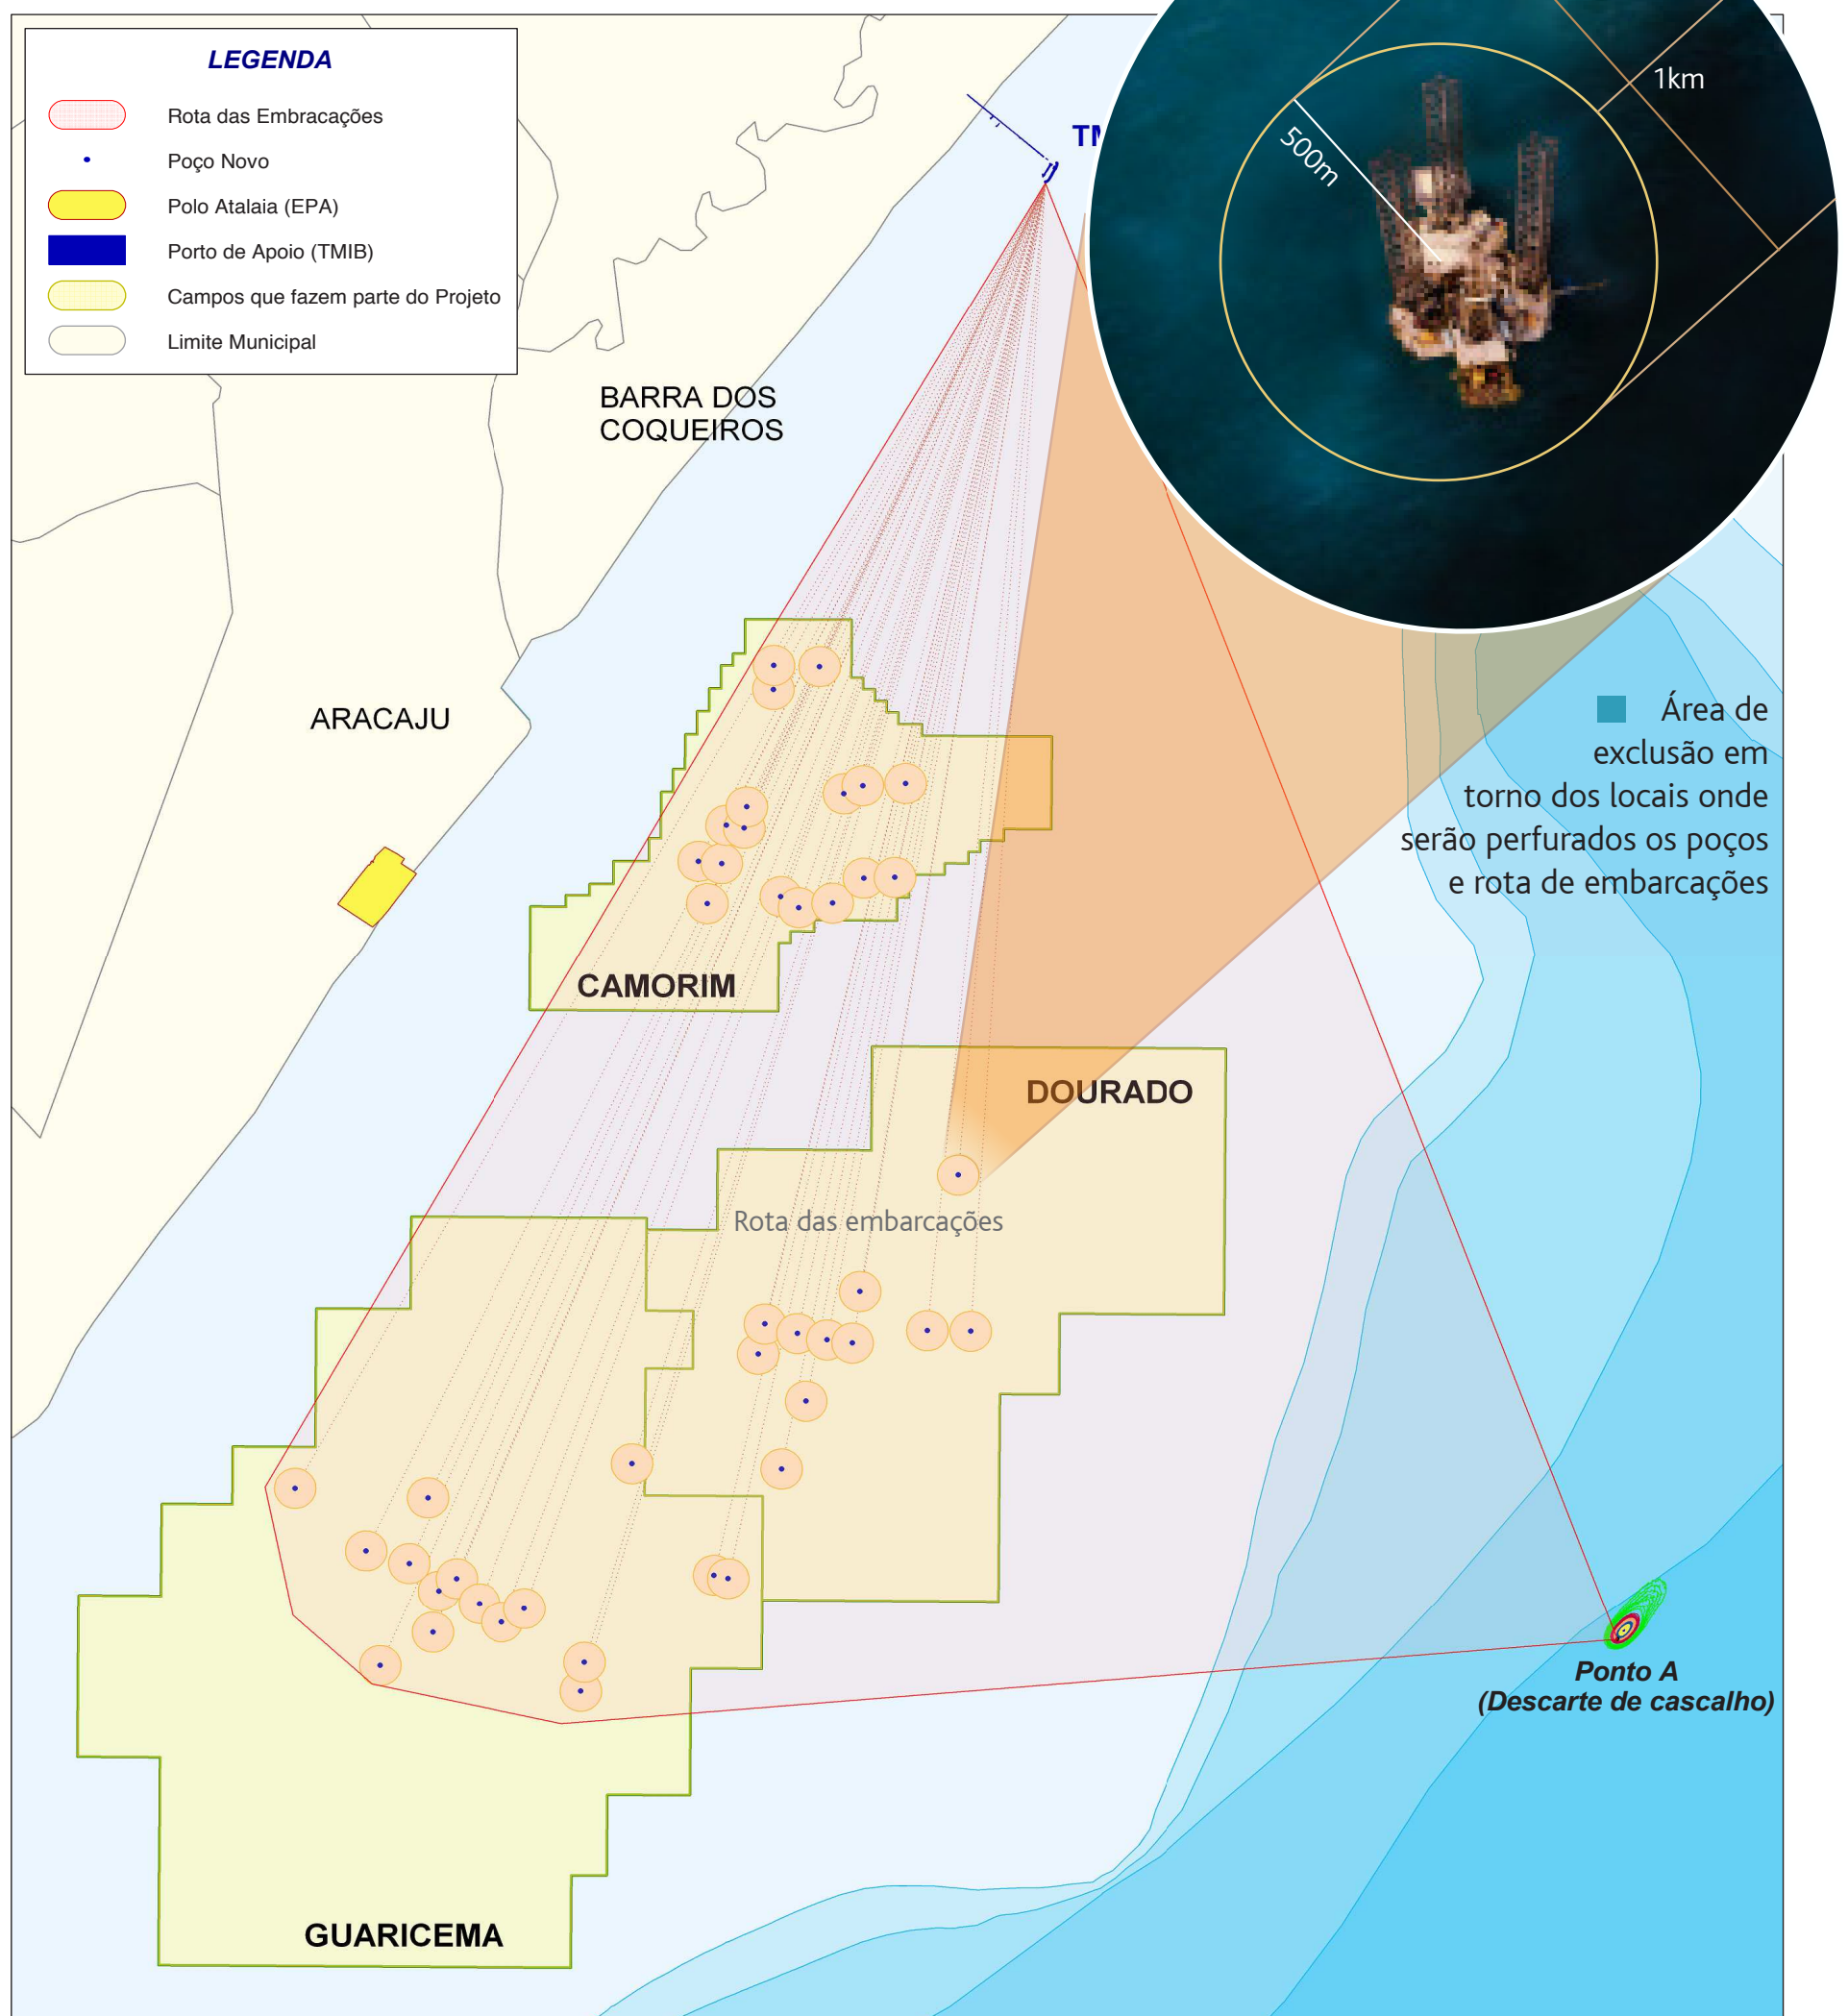 LEGENDA
Rota das Embracações
Poço Novo
Polo Atalaia (EPA)
Porto de Apoio (TMIB)
Campos que fazem parte do Projeto
Limite Municipal
1km
500m
BARRA DOS
COQUEIROS
ARACAJU
Área de
exclusão em
torno dos locais onde
serão perfurados os poços
e rota de embarcações
CAMORIM
DOURADO
Rota das embarcações
Ponto A
(Descarte de cascalho)
GUARICEMA